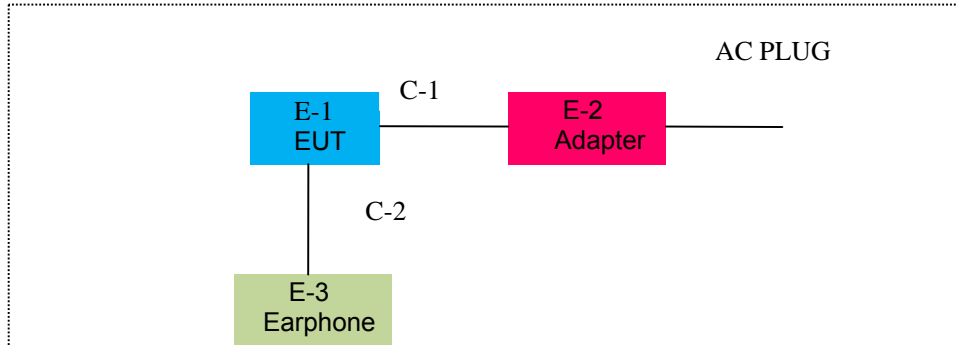 AC PLUG
C-1
E-1
EUT
E-2
Adapter
C-2
E-3
Earphone